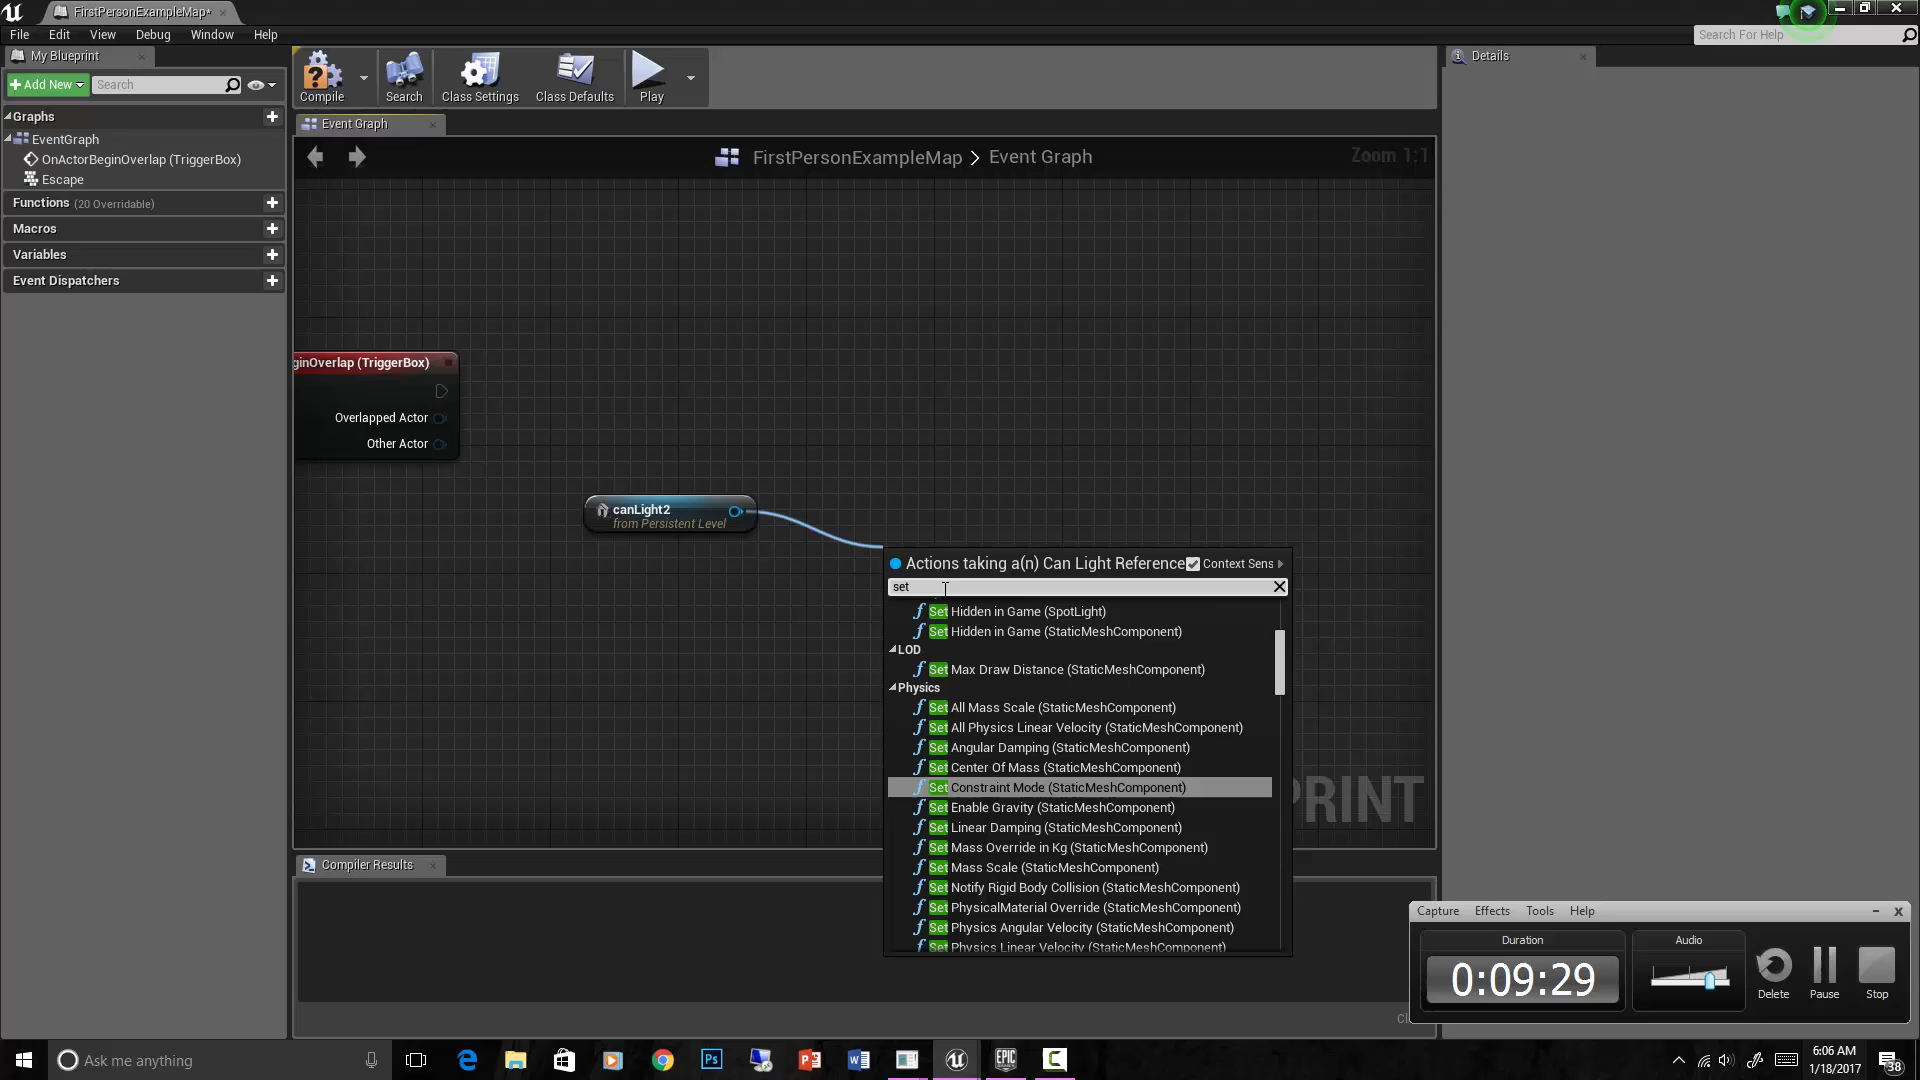 FirstPersonExampleMap*
File Edit View Debug Window Help
Search For Help
My Blueprint
Add New Search
Graphs
EventGraph
OnActorBeginOverlap (TriggerBox)
Escape
Functions (20 Overridable)
Macros
Variables
Event Dispatchers
Compile Search Class Settings Class Defaults Play
Event Graph
FirstPersonExampleMap > Event Graph
Zoom 1:1
ginOverlap (TriggerBox)
Overlapped Actor
Other Actor
canLight2
from Persistent Level
Actions taking a(n) Can Light Reference Context Sens
set
Set Hidden in Game (SpotLight)
Set Hidden in Game (StaticMeshComponent)
LOD
Set Max Draw Distance (StaticMeshComponent)
Physics
Set All Mass Scale (StaticMeshComponent)
Set All Physics Linear Velocity (StaticMeshComponent)
Set Angular Damping (StaticMeshComponent)
Set Center Of Mass (StaticMeshComponent)
Set Constraint Mode (StaticMeshComponent)
Set Enable Gravity (StaticMeshComponent)
Set Linear Damping (StaticMeshComponent)
Set Mass Override in Kg (StaticMeshComponent)
Set Mass Scale (StaticMeshComponent)
Set Notify Rigid Body Collision (StaticMeshComponent)
Set PhysicalMaterial Override (StaticMeshComponent)
Set Physics Angular Velocity (StaticMeshComponent)
Set Physics Linear Velocity (StaticMeshComponent)
PRINT
Compiler Results
Details
Capture Effects Tools Help
Duration
0:09:29
Audio
Delete Pause Stop
Ask me anything
EPIC GAMES
6:06 AM
1/18/2017
38